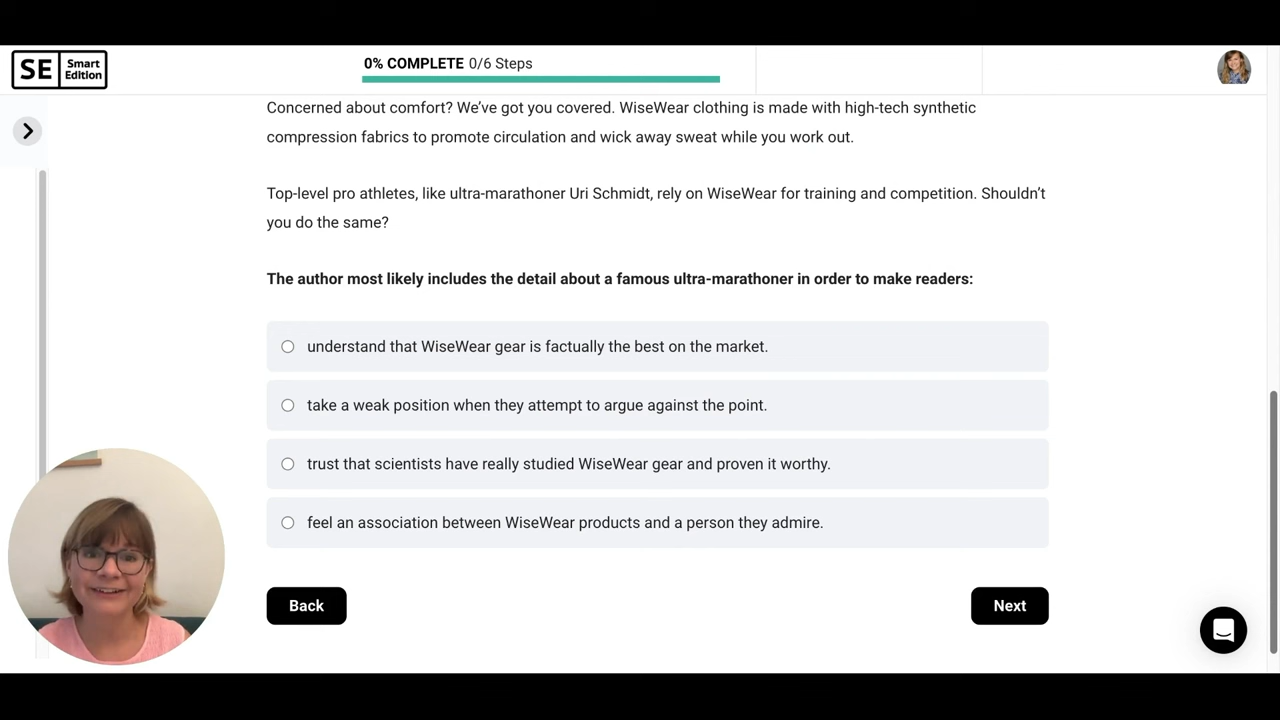 SE Smart Edition
0% COMPLETE 0/6 Steps
Concerned about comfort? We’ve got you covered. WiseWear clothing is made with high-tech synthetic
compression fabrics to promote circulation and wick away sweat while you work out.
Top-level pro athletes, like ultra-marathoner Uri Schmidt, rely on WiseWear for training and competition. Shouldn’t
you do the same?
The author most likely includes the detail about a famous ultra-marathoner in order to make readers:
understand that WiseWear gear is factually the best on the market.
take a weak position when they attempt to argue against the point.
trust that scientists have really studied WiseWear gear and proven it worthy.
feel an association between WiseWear products and a person they admire.
Back
Next